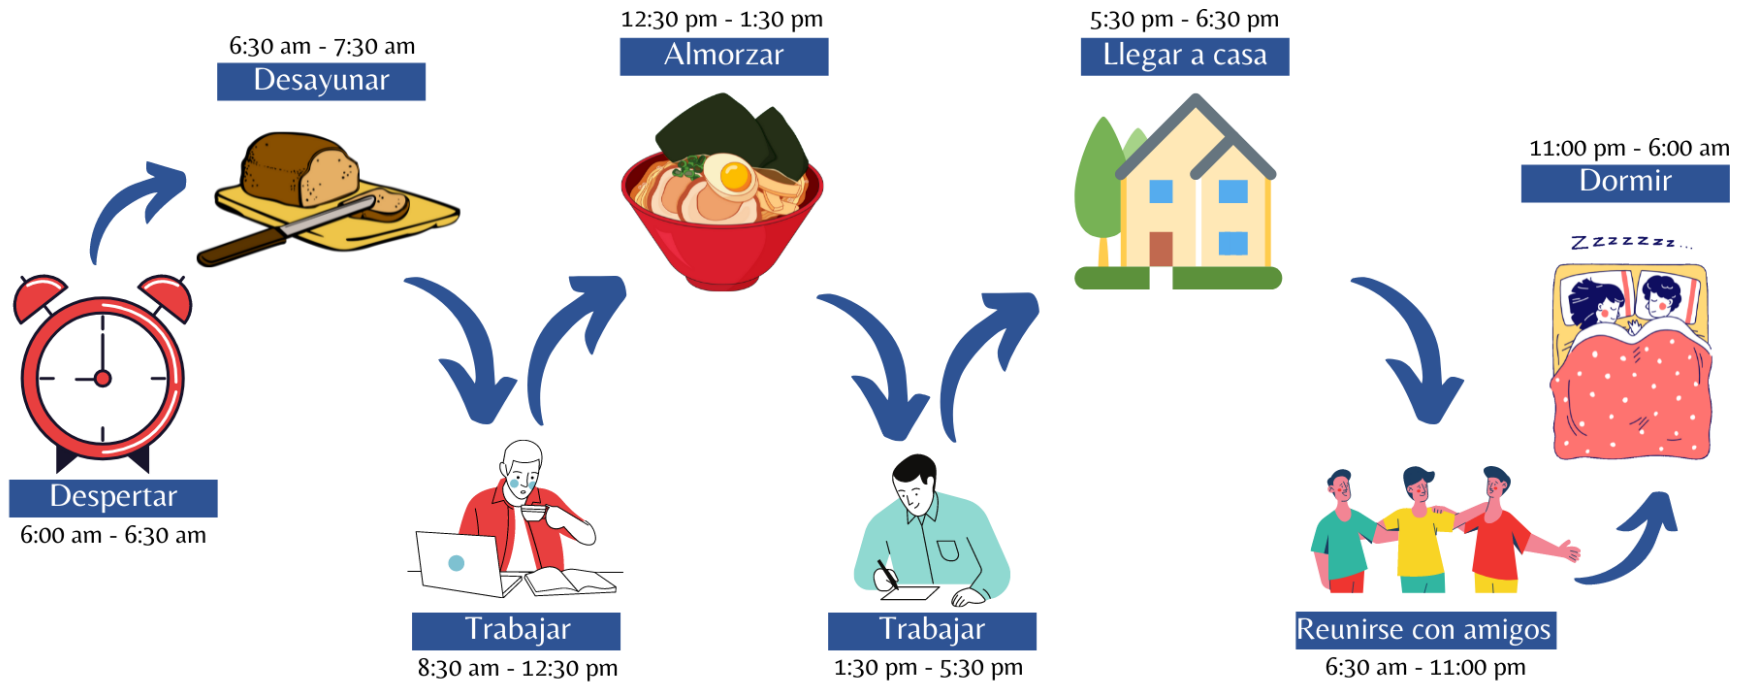 Despertar
6:00 am - 6:30 am
6:30 am - 7:30 am
Desayunar
Trabajar
8:30 am - 12:30 pm
12:30 pm - 1:30 pm
Almorzar
Trabajar
1:30 pm - 5:30 pm
5:30 pm - 6:30 pm
Llegar a casa
Reunirse con amigos
6:30 am - 11:00 pm
11:00 pm - 6:00 am
Dormir
Zzzzzzz...